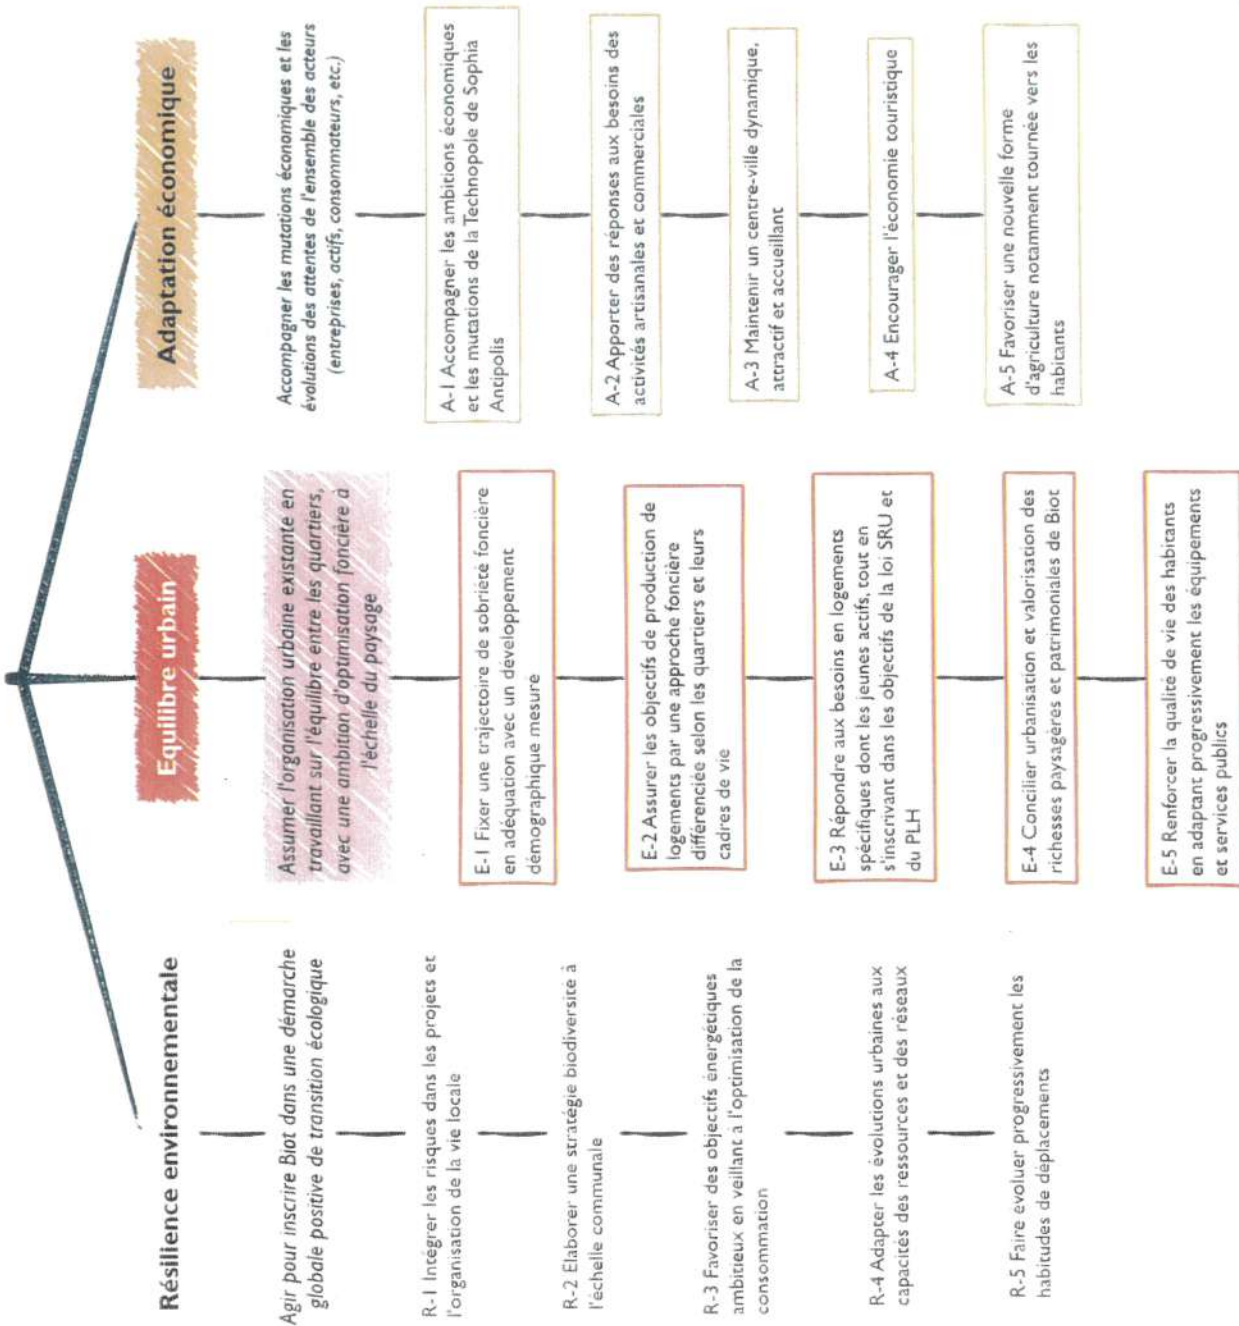 Résilience environnementale
Agir pour inscrire Biot dans une démarche
globale positive de transition écologique
R-1 Intégrer les risques dans les projets et
l'organisation de la vie locale
R-2 Elaborer une stratégie biodiversité à
l'échelle communale
R-3 Favoriser des objectifs énergétiques
ambitieux en veillant à l'optimisation de la
consommation
R-4 Adapter les évolutions urbaines aux
capacités des ressources et des réseaux
R-5 Faire evoluer progressivement les
habitudes de déplacements
Equilibre urbain
Assumer l'organisation urbaine existante en
travaillant sur l'équilibre entre les quartiers,
avec une ambition d'optimisation foncière à
l'échelle du paysage
E-1 Fixer une trajectoire de sobriété foncière
en adéquation avec un développement
démographique mesure
E-2 Assurer les objectifs de production de
logements par une approche foncière
différenciée selon les quartiers et leurs
cadres de vie
E-3 Répondre aux besoins en logements
spécifiques dont les jeunes actifs, tout en
s'inscrivant dans les objectifs de la loi SRU et
du PLH
E-4 Concilier urbanisation et valorisation des
richesses paysagères et patrimoniales de Biot
E-5 Renforcer la qualité de vie des habitants
en adaptant progressivement les équipements
et services publics
Adaptation économique
Accompagner les mutations économiques et les
évolutions des attentes de l'ensemble des acteurs
(entreprises, actifs, consommateurs, etc.)
A-1 Accompagner les ambitions économiques
et les mutations de la Technopole de Sophia
Antipolis
A-2 Apporter des réponses aux besoins des
activités artisanales et commerciales
A-3 Maintenir un centre-ville dynamique,
attractif et accueillant
A-4 Encourager l'économie touristique
A-5 Favoriser une nouvelle forme
d'agriculture notamment tournée vers les
habitants